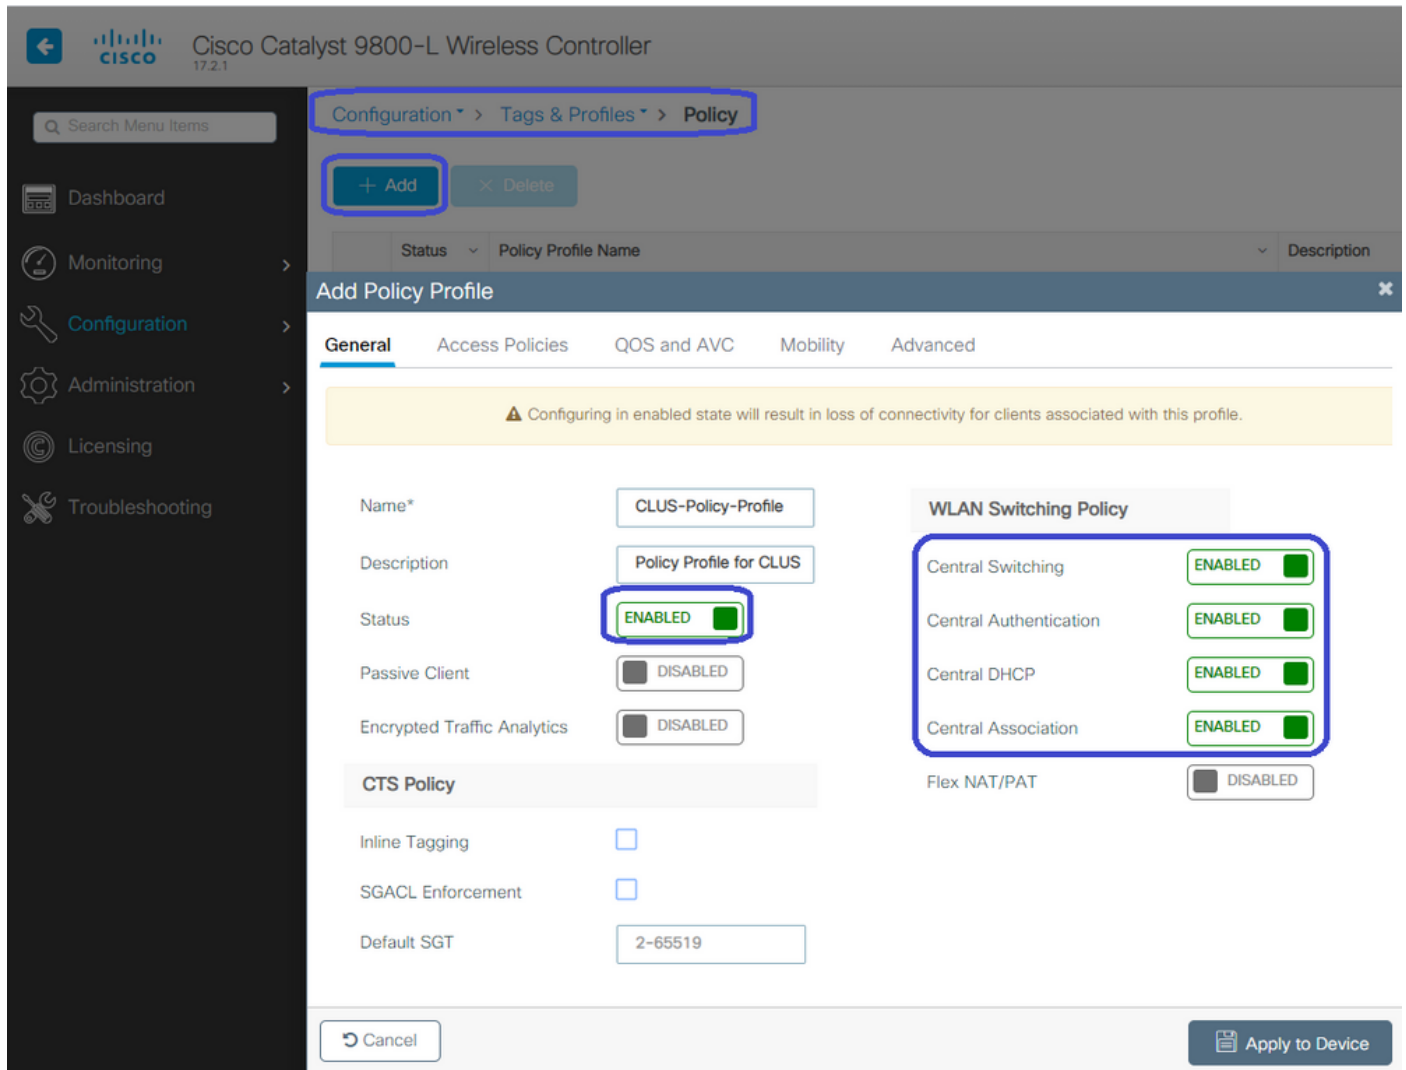 CISCO
Cisco Catalyst 9800-L Wireless Controller
17.2.1
Search Menu Items
Dashboard
Monitoring
Configuration
Administration
Licensing
Troubleshooting
Configuration > Tags & Profiles > Policy
+ Add
× Delete
Status
Policy Profile Name
Description
Add Policy Profile
General
Access Policies
QOS and AVC
Mobility
Advanced
Configuring in enabled state will result in loss of connectivity for clients associated with this profile.
Name*
CLUS-Policy-Profile
Description
Policy Profile for CLUS
Status
ENABLED
Passive Client
DISABLED
Encrypted Traffic Analytics
DISABLED
CTS Policy
Inline Tagging
SGACL Enforcement
Default SGT
2-65519
WLAN Switching Policy
Central Switching
ENABLED
Central Authentication
ENABLED
Central DHCP
ENABLED
Central Association
ENABLED
Flex NAT/PAT
DISABLED
Cancel
Apply to Device